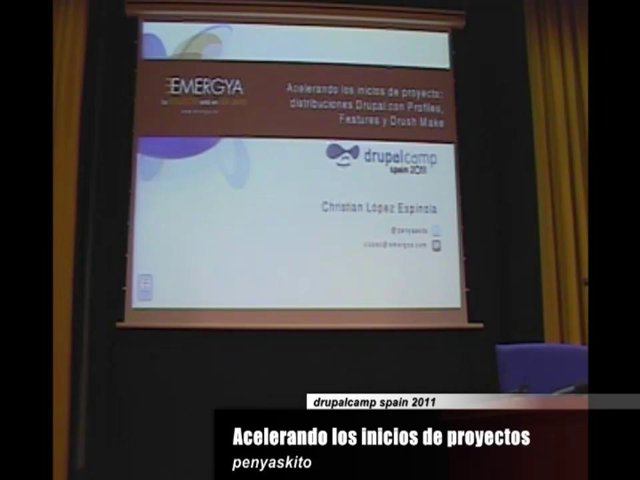 EMERGYA
Acelerando los inicios de proyecto:
distribuciones Drupal con Profiles,
Features y Drush Make
drupalcamp
spain 2011
Christian López Espínola
@penyaskito
drupalcamp spain 2011
Acelerando los inicios de proyectos
penyaskito